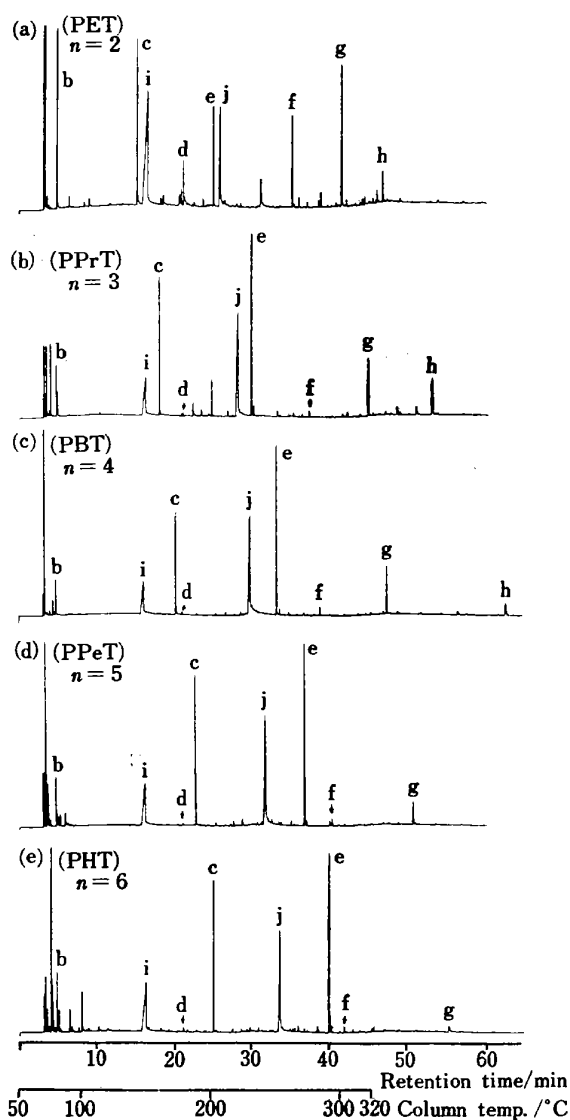 (a) (PET)
n = 2
b c i d e j f g h
(b) (PPrT)
n = 3
b i c d j e f g h
(c) (PBT)
n = 4
b i c d j e f g h
(d) (PPeT)
n = 5
b i d c j e f g
(e) (PHT)
n = 6
b i d c j e f g
10 20 30 40 50 60
Retention time/min
50 100 200 300 320 Column temp. /°C